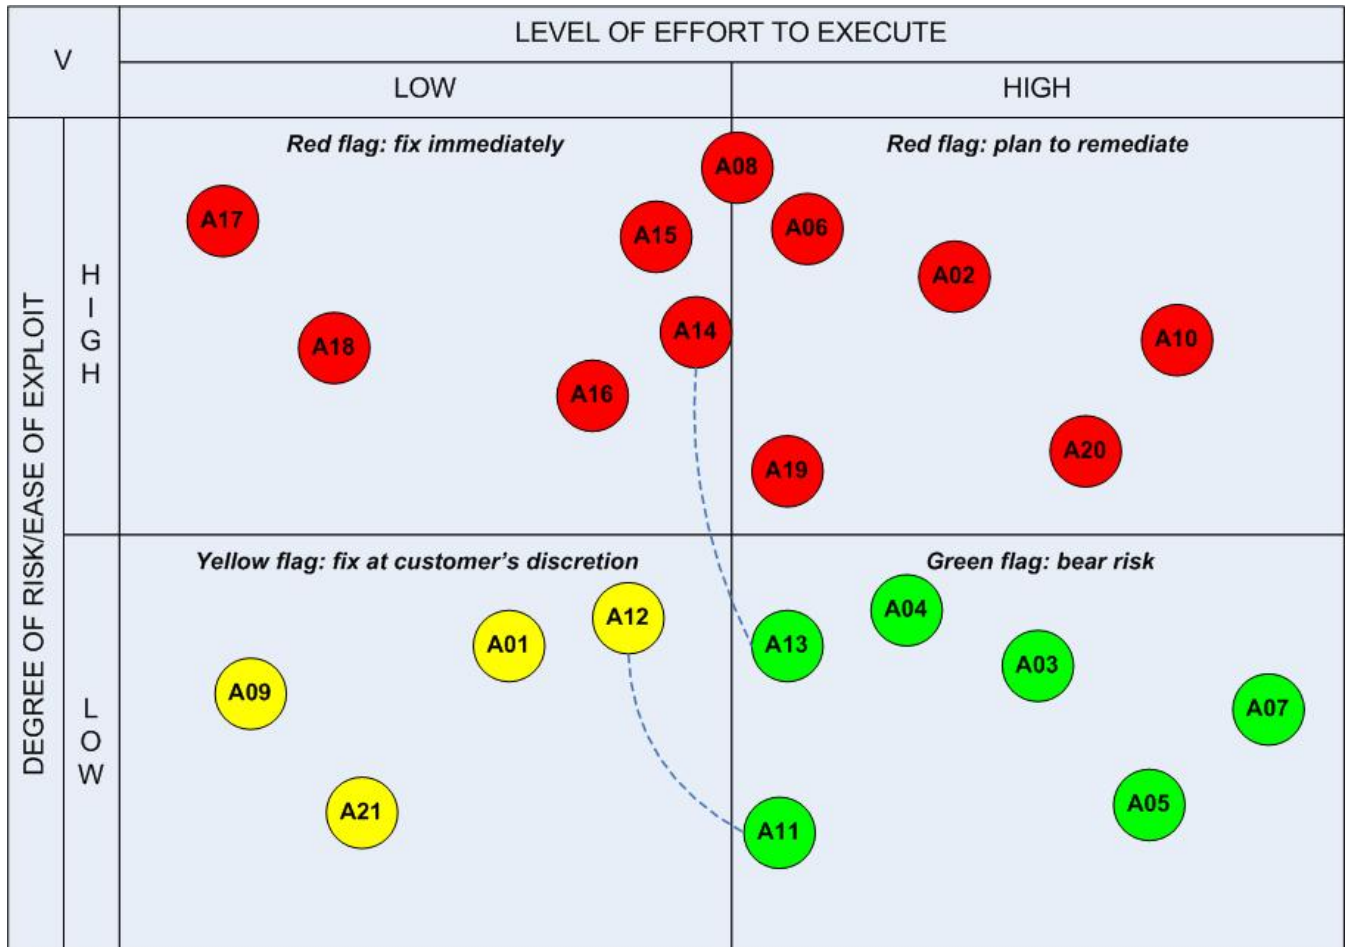 V
LEVEL OF EFFORT TO EXECUTE
LOW
HIGH
DEGREE OF RISK/EASE OF EXPLOIT
HIGH
Red flag: fix immediately
Red flag: plan to remediate
A08
A17
A15
A06
A02
A18
A14
A10
A16
A19
A20
LOW
Yellow flag: fix at customer's discretion
Green flag: bear risk
A12
A04
A01
A13
A03
A09
A07
A21
A11
A05